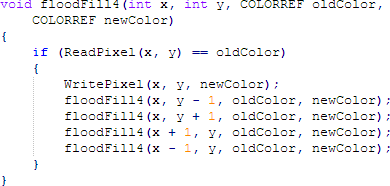 void floodFill4(int x, int y, COLORREF oldColor,
COLORREF newColor)
{
if (ReadPixel(x, y) == oldColor)
{
WritePixel(x, y, newColor);
floodFill4(x, y - 1, oldColor, newColor);
floodFill4(x, y + 1, oldColor, newColor);
floodFill4(x + 1, y, oldColor, newColor);
floodFill4(x - 1, y, oldColor, newColor);
}
}